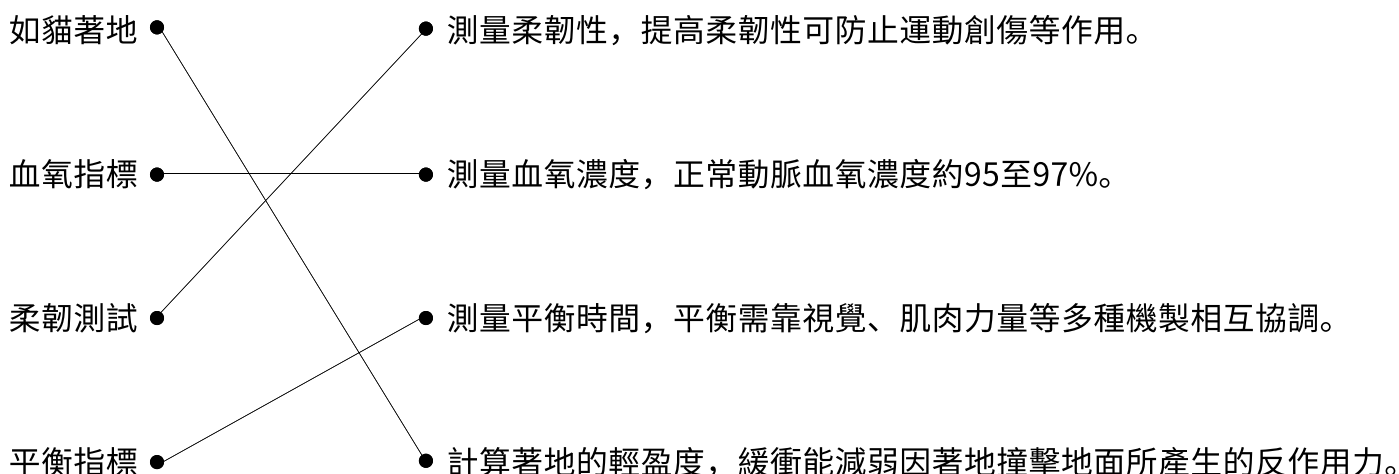 如貓著地
測量柔韌性，提高柔韌性可防止運動創傷等作用。
血氧指標
測量血氧濃度，正常動脈血氧濃度約95至97%。
柔韌測試
測量平衡時間，平衡需靠視覺、肌肉力量等多種機製相互協調。
平衡指標
計算著地的輕盈度，緩衝能減弱因著地撞擊地面所產生的反作用力。